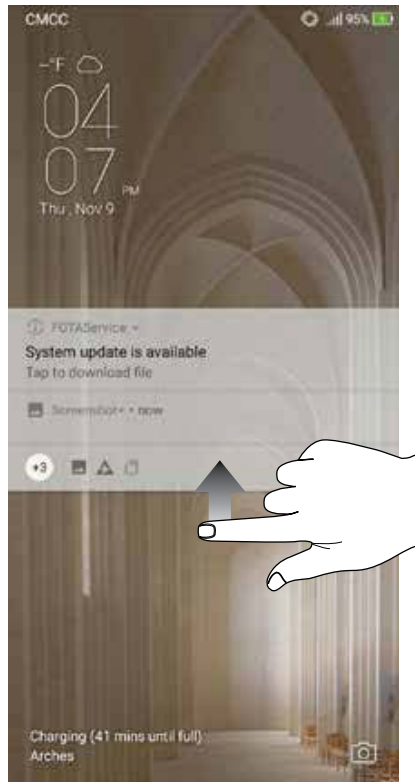 CMCC 95%
--°F
04
07 PM
Thu, Nov 9
FOTAService
System update is available
Tap to download file
Screenshot • now
+3
Charging (41 mins until full)
Arches